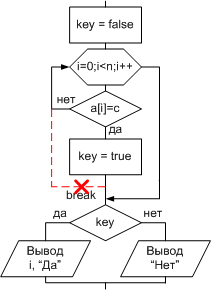 key = false
i=0;i<n;i++
нет
a[i]=c
да
key = true
break
да
нет
key
Вывод
i, “Да”
Вывод
“Нет”